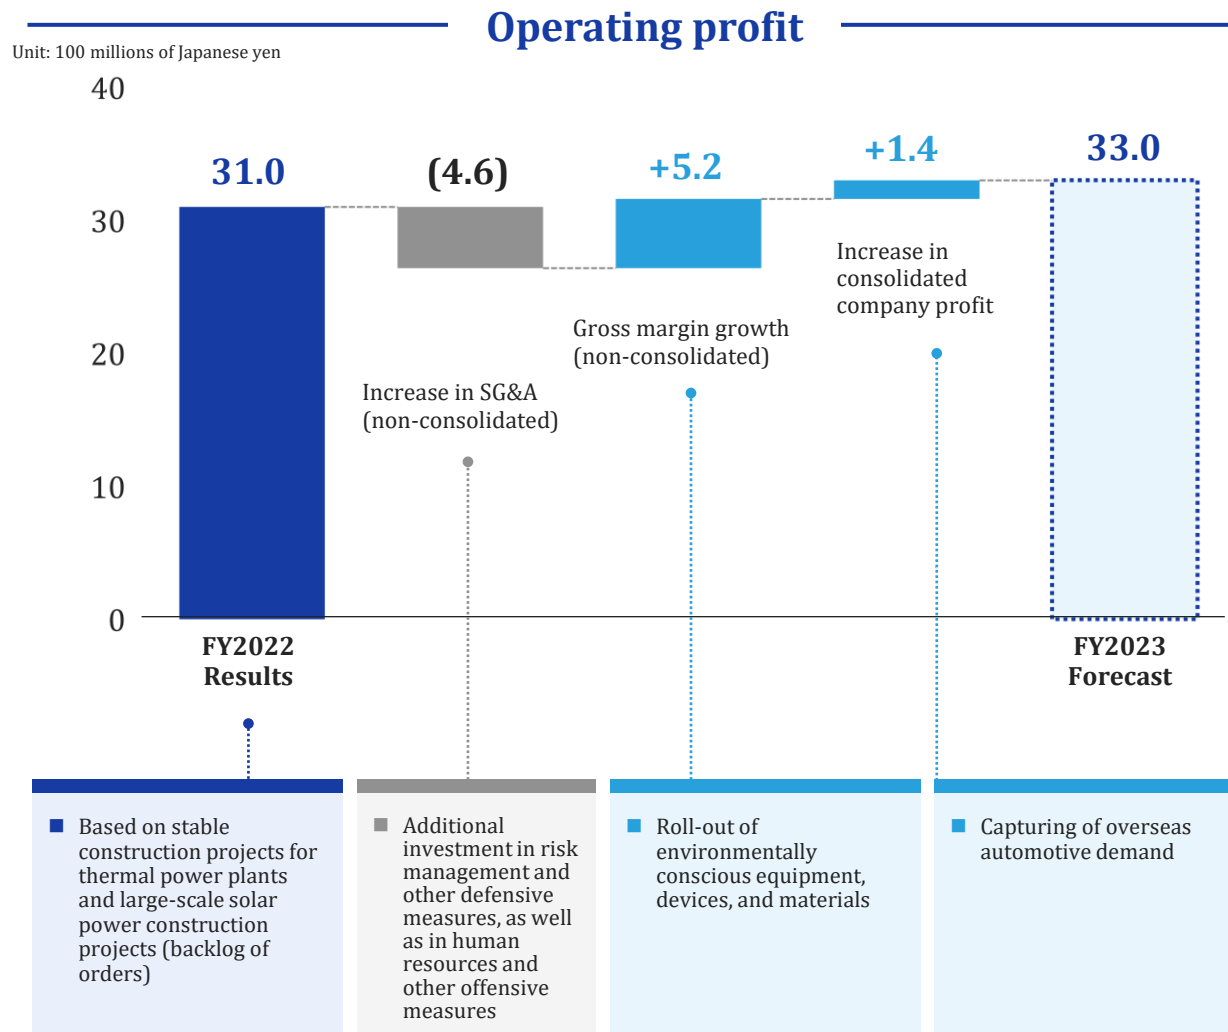 Operating profit
Unit: 100 millions of Japanese yen
40
30
20
10
0
31.0
(4.6)
+5.2
+1.4
33.0
Increase in SG&A
(non-consolidated)
Gross margin growth
(non-consolidated)
Increase in
consolidated
company profit
FY2022
Results
FY2023
Forecast
Based on stable
construction projects for
thermal power plants
and large-scale solar
power construction
projects (backlog of
orders)
Additional
investment in risk
management and
other defensive
measures, as well
as in human
resources and
other offensive
measures
Roll-out of
environmentally
conscious equipment,
devices, and materials
Capturing of overseas
automotive demand